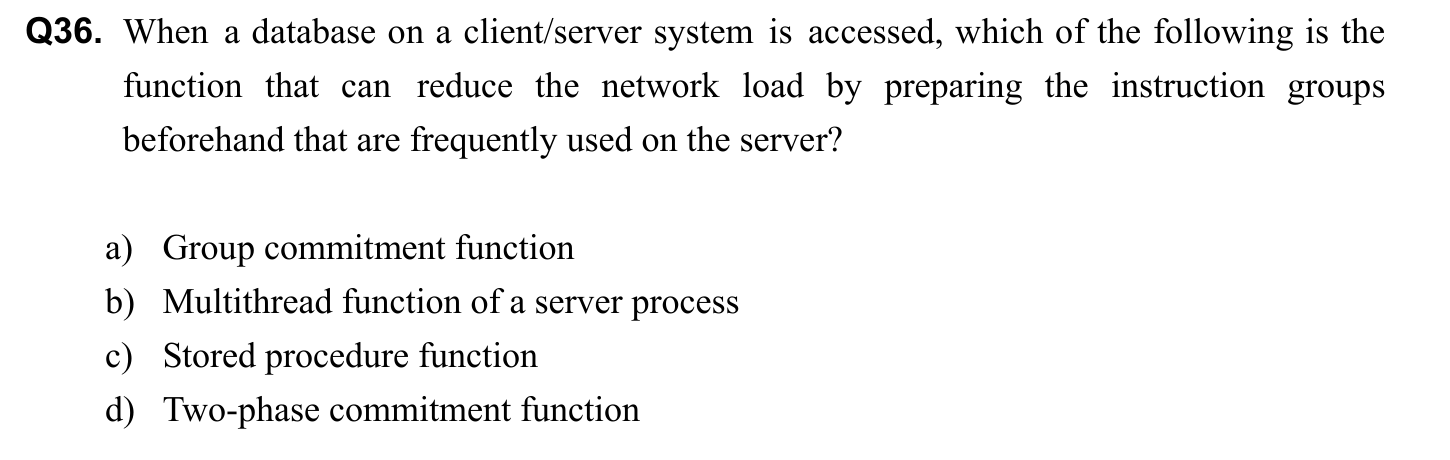 Q36. When a database on a client/server system is accessed, which of the following is the
function that can reduce the network load by preparing the instruction groups
beforehand that are frequently used on the server?
a) Group commitment function
b) Multithread function of a server process
c) Stored procedure function
d) Two-phase commitment function